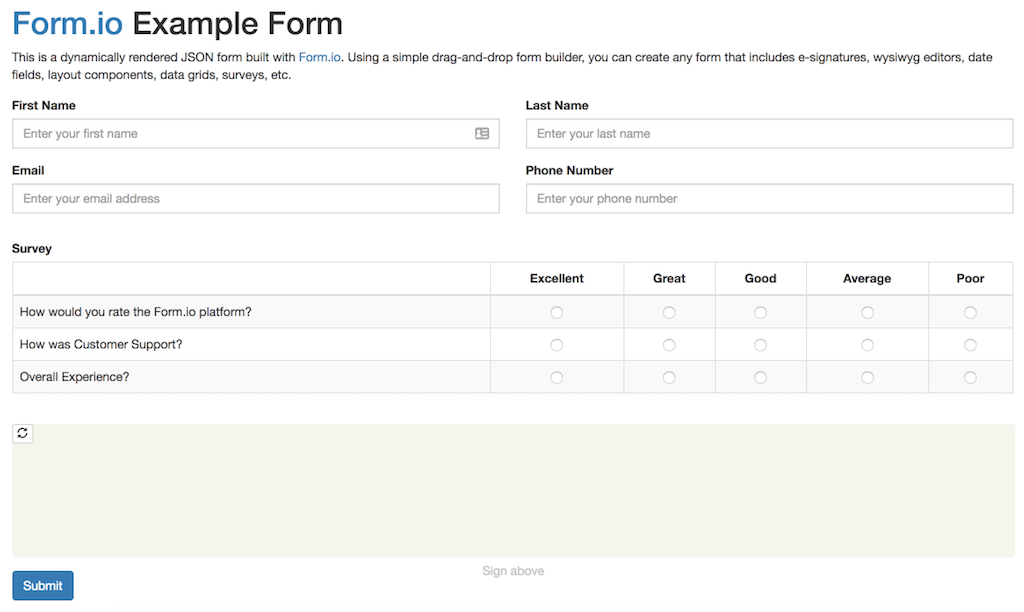 Form.io Example Form
This is a dynamically rendered JSON form built with Form.io. Using a simple drag-and-drop form builder, you can create any form that includes e-signatures, wysiwyg editors, date
fields, layout components, data grids, surveys, etc.
First Name Last Name
Enter your first name Enter your last name
Email Phone Number
Enter your email address Enter your phone number
Survey
Excellent Great Good Average Poor
How would you rate the Form.io platform?
How was Customer Support?
Overall Experience?
Sign above
Submit